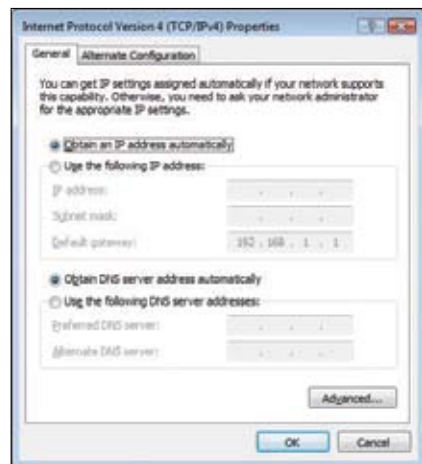 Internet Protocol Version 4 (TCP/IPv4) Properties
General
Alternate Configuration
You can get IP settings assigned automatically if your network supports
this capability. Otherwise, you need to ask your network administrator
for the appropriate IP settings.
Obtain an IP address automatically
Use the following IP address:
IP address:
Subnet mask:
Default gateway:
192 . 168 . 1 . 1
Obtain DNS server address automatically
Use the following DNS server addresses:
Preferred DNS server:
Alternate DNS server:
Advanced...
OK
Cancel